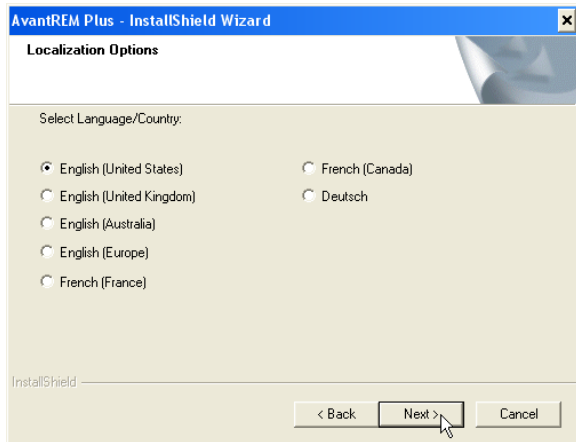 AvantREM Plus - InstallShield Wizard
Localization Options
Select Language/Country:
English (United States)
English (United Kingdom)
English (Australia)
English (Europe)
French (France)
French (Canada)
Deutsch
InstallShield
< Back
Next >
Cancel